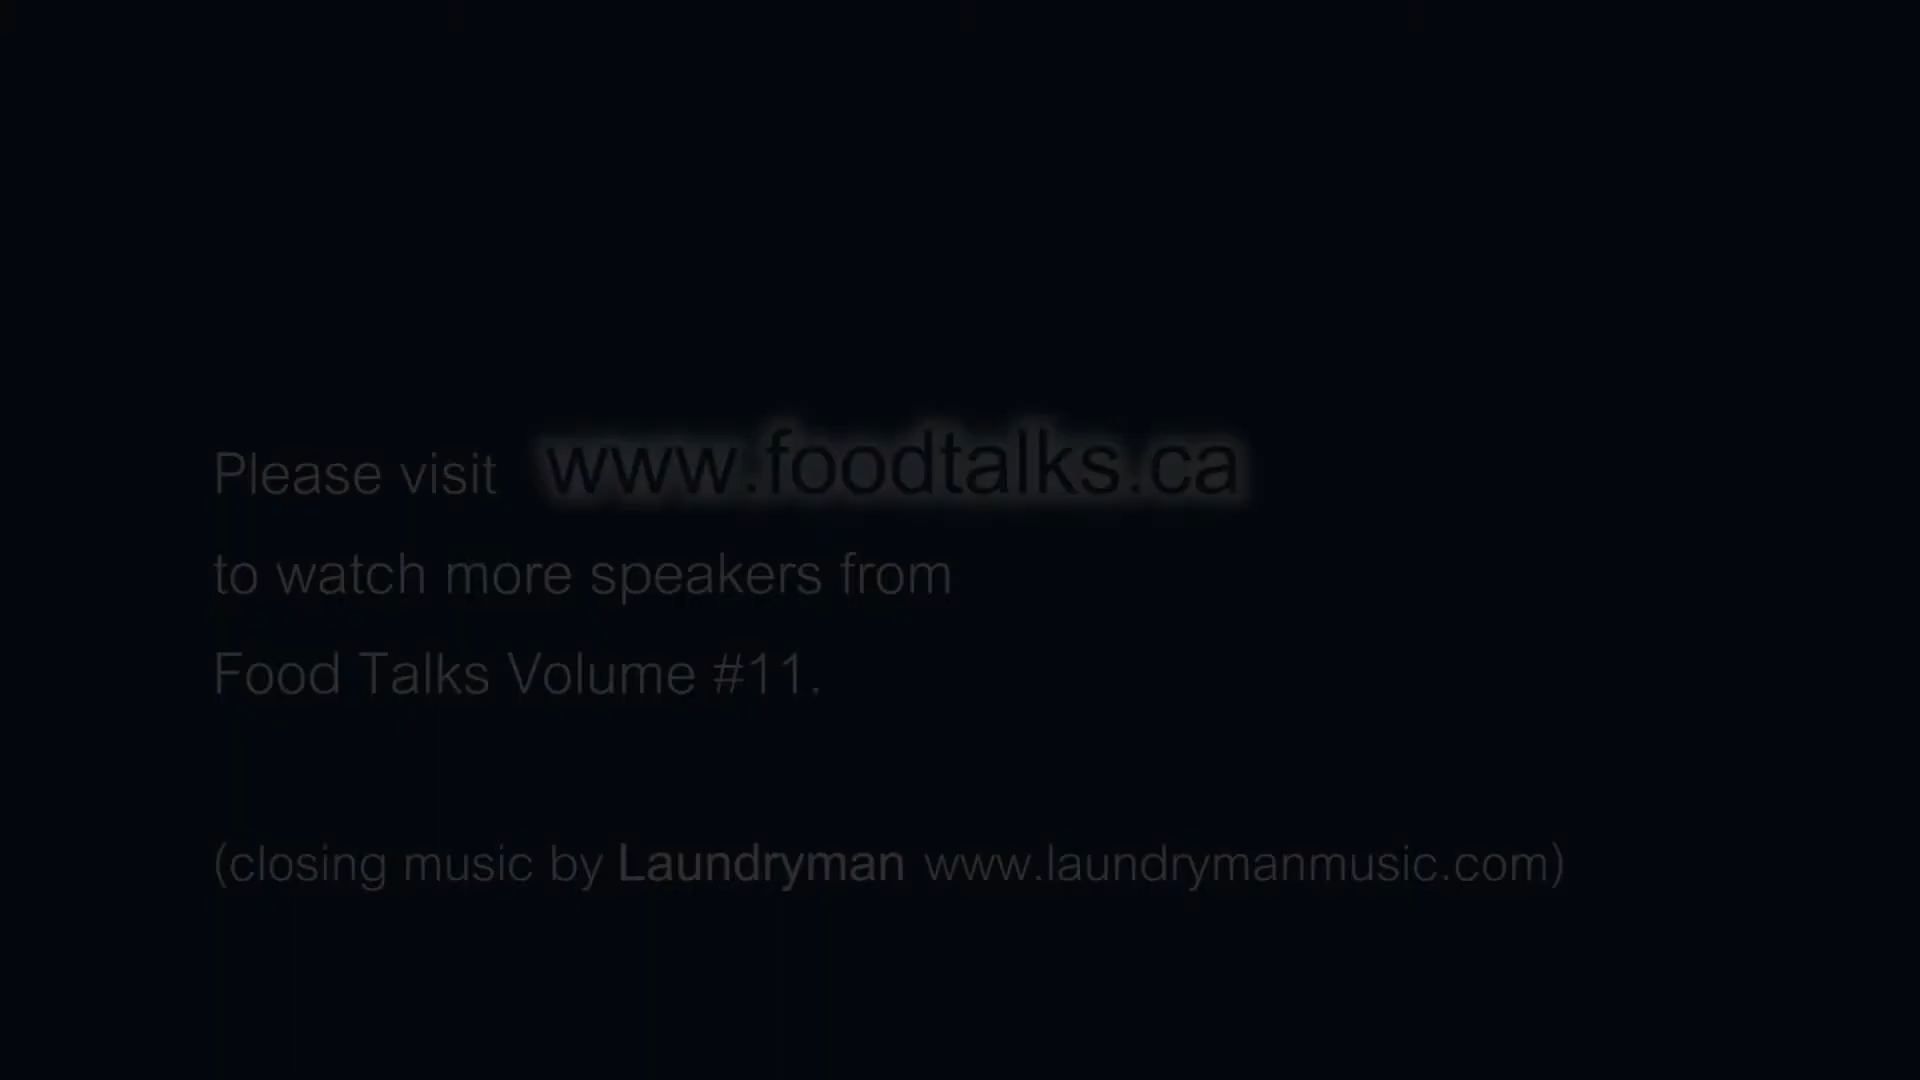 Please visit www.foodtalks.ca
to watch more speakers from
Food Talks Volume #11.
(closing music by Laundryman www.laundrymanmusic.com)